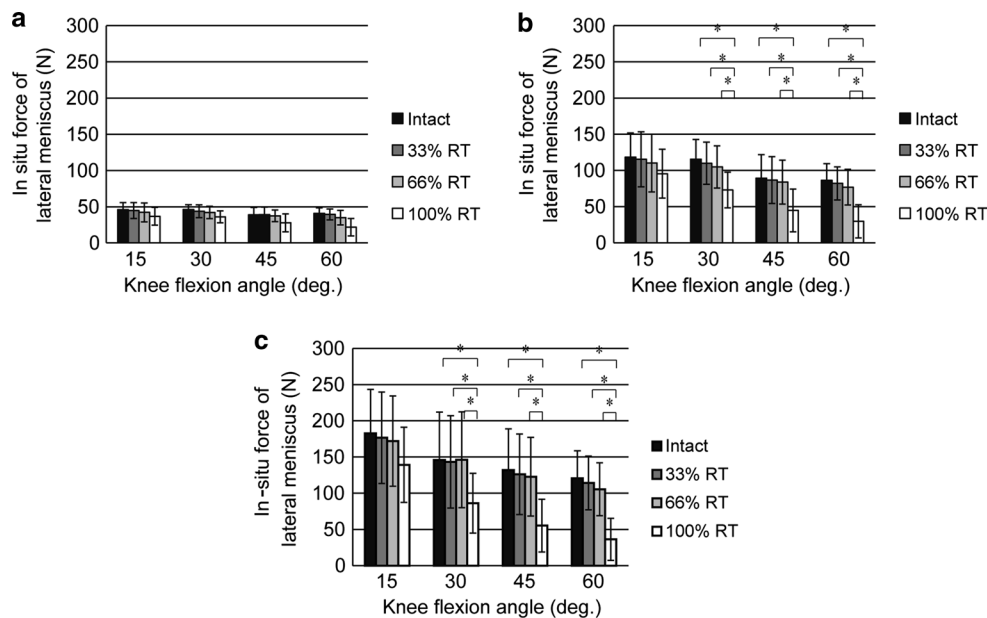 a
In situ force of
lateral meniscus (N)
300
250
200
150
100
50
0
15 30 45 60
Knee flexion angle (deg.)
Intact
33% RT
66% RT
100% RT
b
In situ force of
lateral meniscus (N)
300
250
200
150
100
50
0
* * *
* * *
* * *
15 30 45 60
Knee flexion angle (deg.)
Intact
33% RT
66% RT
100% RT
c
In-situ force of
lateral meniscus (N)
300
250
200
150
100
50
0
* * *
* * *
* * *
15 30 45 60
Knee flexion angle (deg.)
Intact
33% RT
66% RT
100% RT